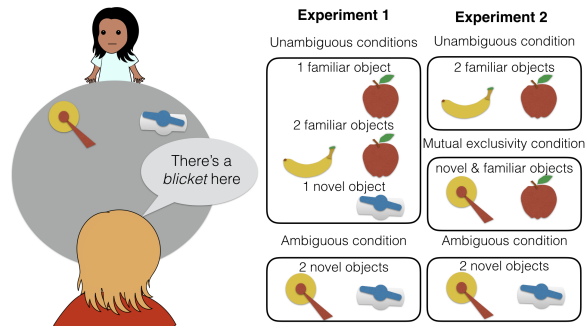 There's a
blicket here
Experiment 1
Unambiguous conditions
1 familiar object
2 familiar objects
1 novel object
Ambiguous condition
2 novel objects
Experiment 2
Unambiguous condition
2 familiar objects
Mutual exclusivity condition
novel & familiar objects
Ambiguous condition
2 novel objects